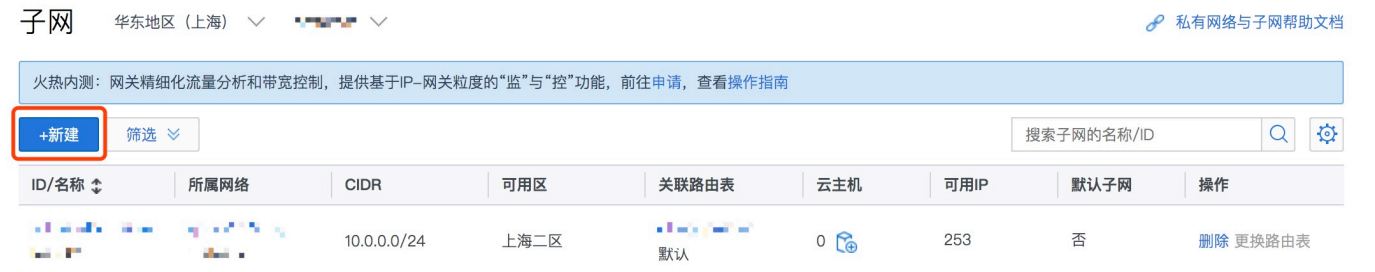 子网 华东地区（上海） 私有网络与子网帮助文档
火热内测：网关精细化流量分析和带宽控制，提供基于IP-网关粒度的“监”与“控”功能，前往申请，查看操作指南
+新建 筛选 搜索子网的名称/ID
ID/名称 所属网络 CIDR 可用区 关联路由表 云主机 可用IP 默认子网 操作
10.0.0.0/24 上海二区 默认 0 253 否 删除 更换路由表